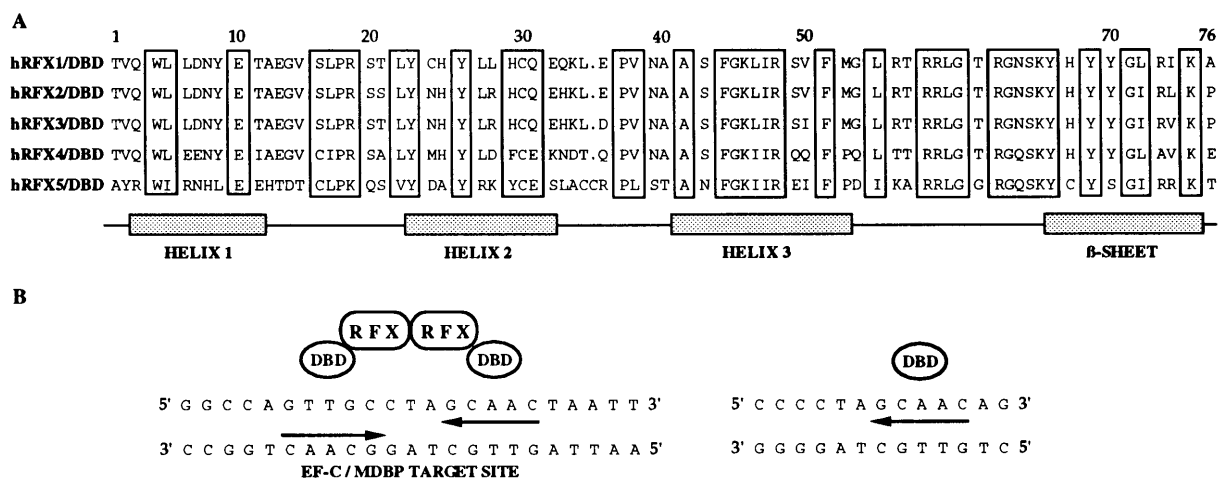 A
1 10 20 30 40 50 70 76
hRFX1/DBD TVQ WL LDNY E TAEGV SLPR ST LY CH Y LL HCQ EQKL.E PV NA A S FGKLIR SV F MG L RT RRLG T RGNSKY H Y Y GL RI K A
hRFX2/DBD TVQ WL LDNY E TAEGV SLPR SS LY NH Y LR HCQ EHKL.E PV NA A S FGKLIR SV F MG L RT RRLG T RGNSKY H Y Y GI RL K P
hRFX3/DBD TVQ WL LDNY E TAEGV SLPR ST LY NH Y LR HCQ EHKL.D PV NA A S FGKLIR SI F MG L RT RRLG T RGNSKY H Y Y GI RV K P
hRFX4/DBD TVQ WL EENY E IAEGV CIPR SA LY MH Y LD FCE KNDT.Q PV NA A S FGKIIR QQ F PQ L TT RRLG T RGQSKY H Y Y GL AV K E
hRFX5/DBD AYR WI RNHL E EHTDT CLPK QS VY DA Y RK YCE SLACCR PL ST A N FGKIIR EI F PD I KA RRLG G RGQSKY C Y S GI RR K T
HELIX 1 HELIX 2 HELIX 3 ß-SHEET
B
RFX RFX
DBD DBD DBD
5' G G C C A G T T G C C T A G C A A C T A A T T 3' 5' C C C C T A G C A A C A G 3'
3' C C G G T C A A C G G A T C G T T G A T T A A 5' 3' G G G G A T C G T T G T C 5'
EF-C / MDBP TARGET SITE